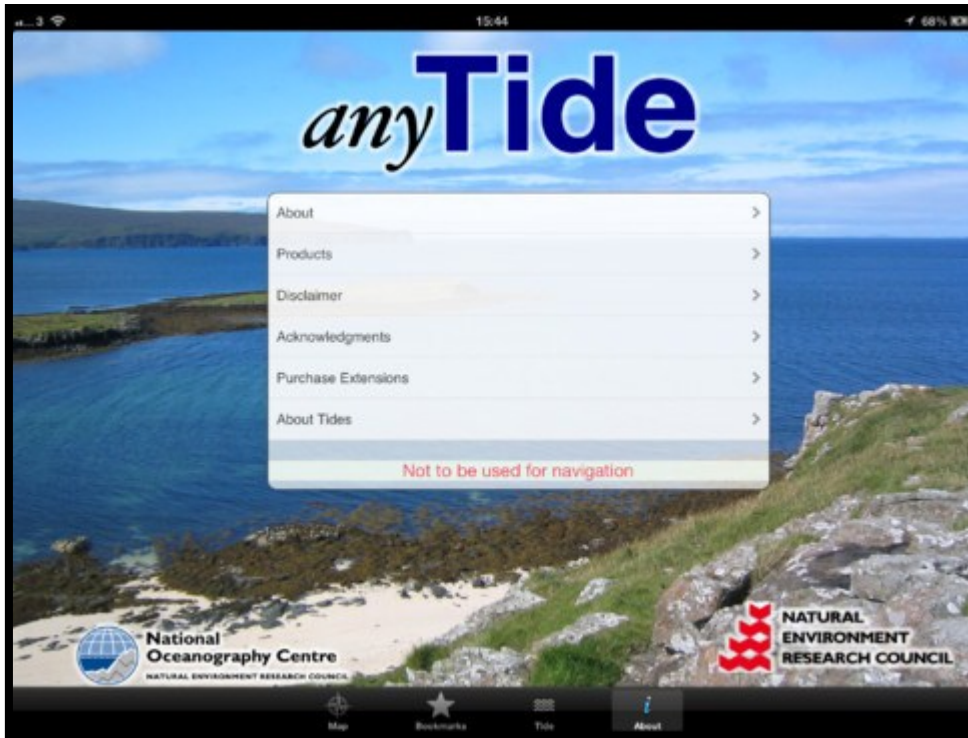 ...3 15:44 68%
anyTide
About
Products
Disclaimer
Acknowledgments
Purchase Extensions
About Tides
Not to be used for navigation
National
Oceanography Centre
NATURAL ENVIRONMENT RESEARCH COUNCIL
NATURAL
ENVIRONMENT
RESEARCH COUNCIL
Map Bookmarks Tide About